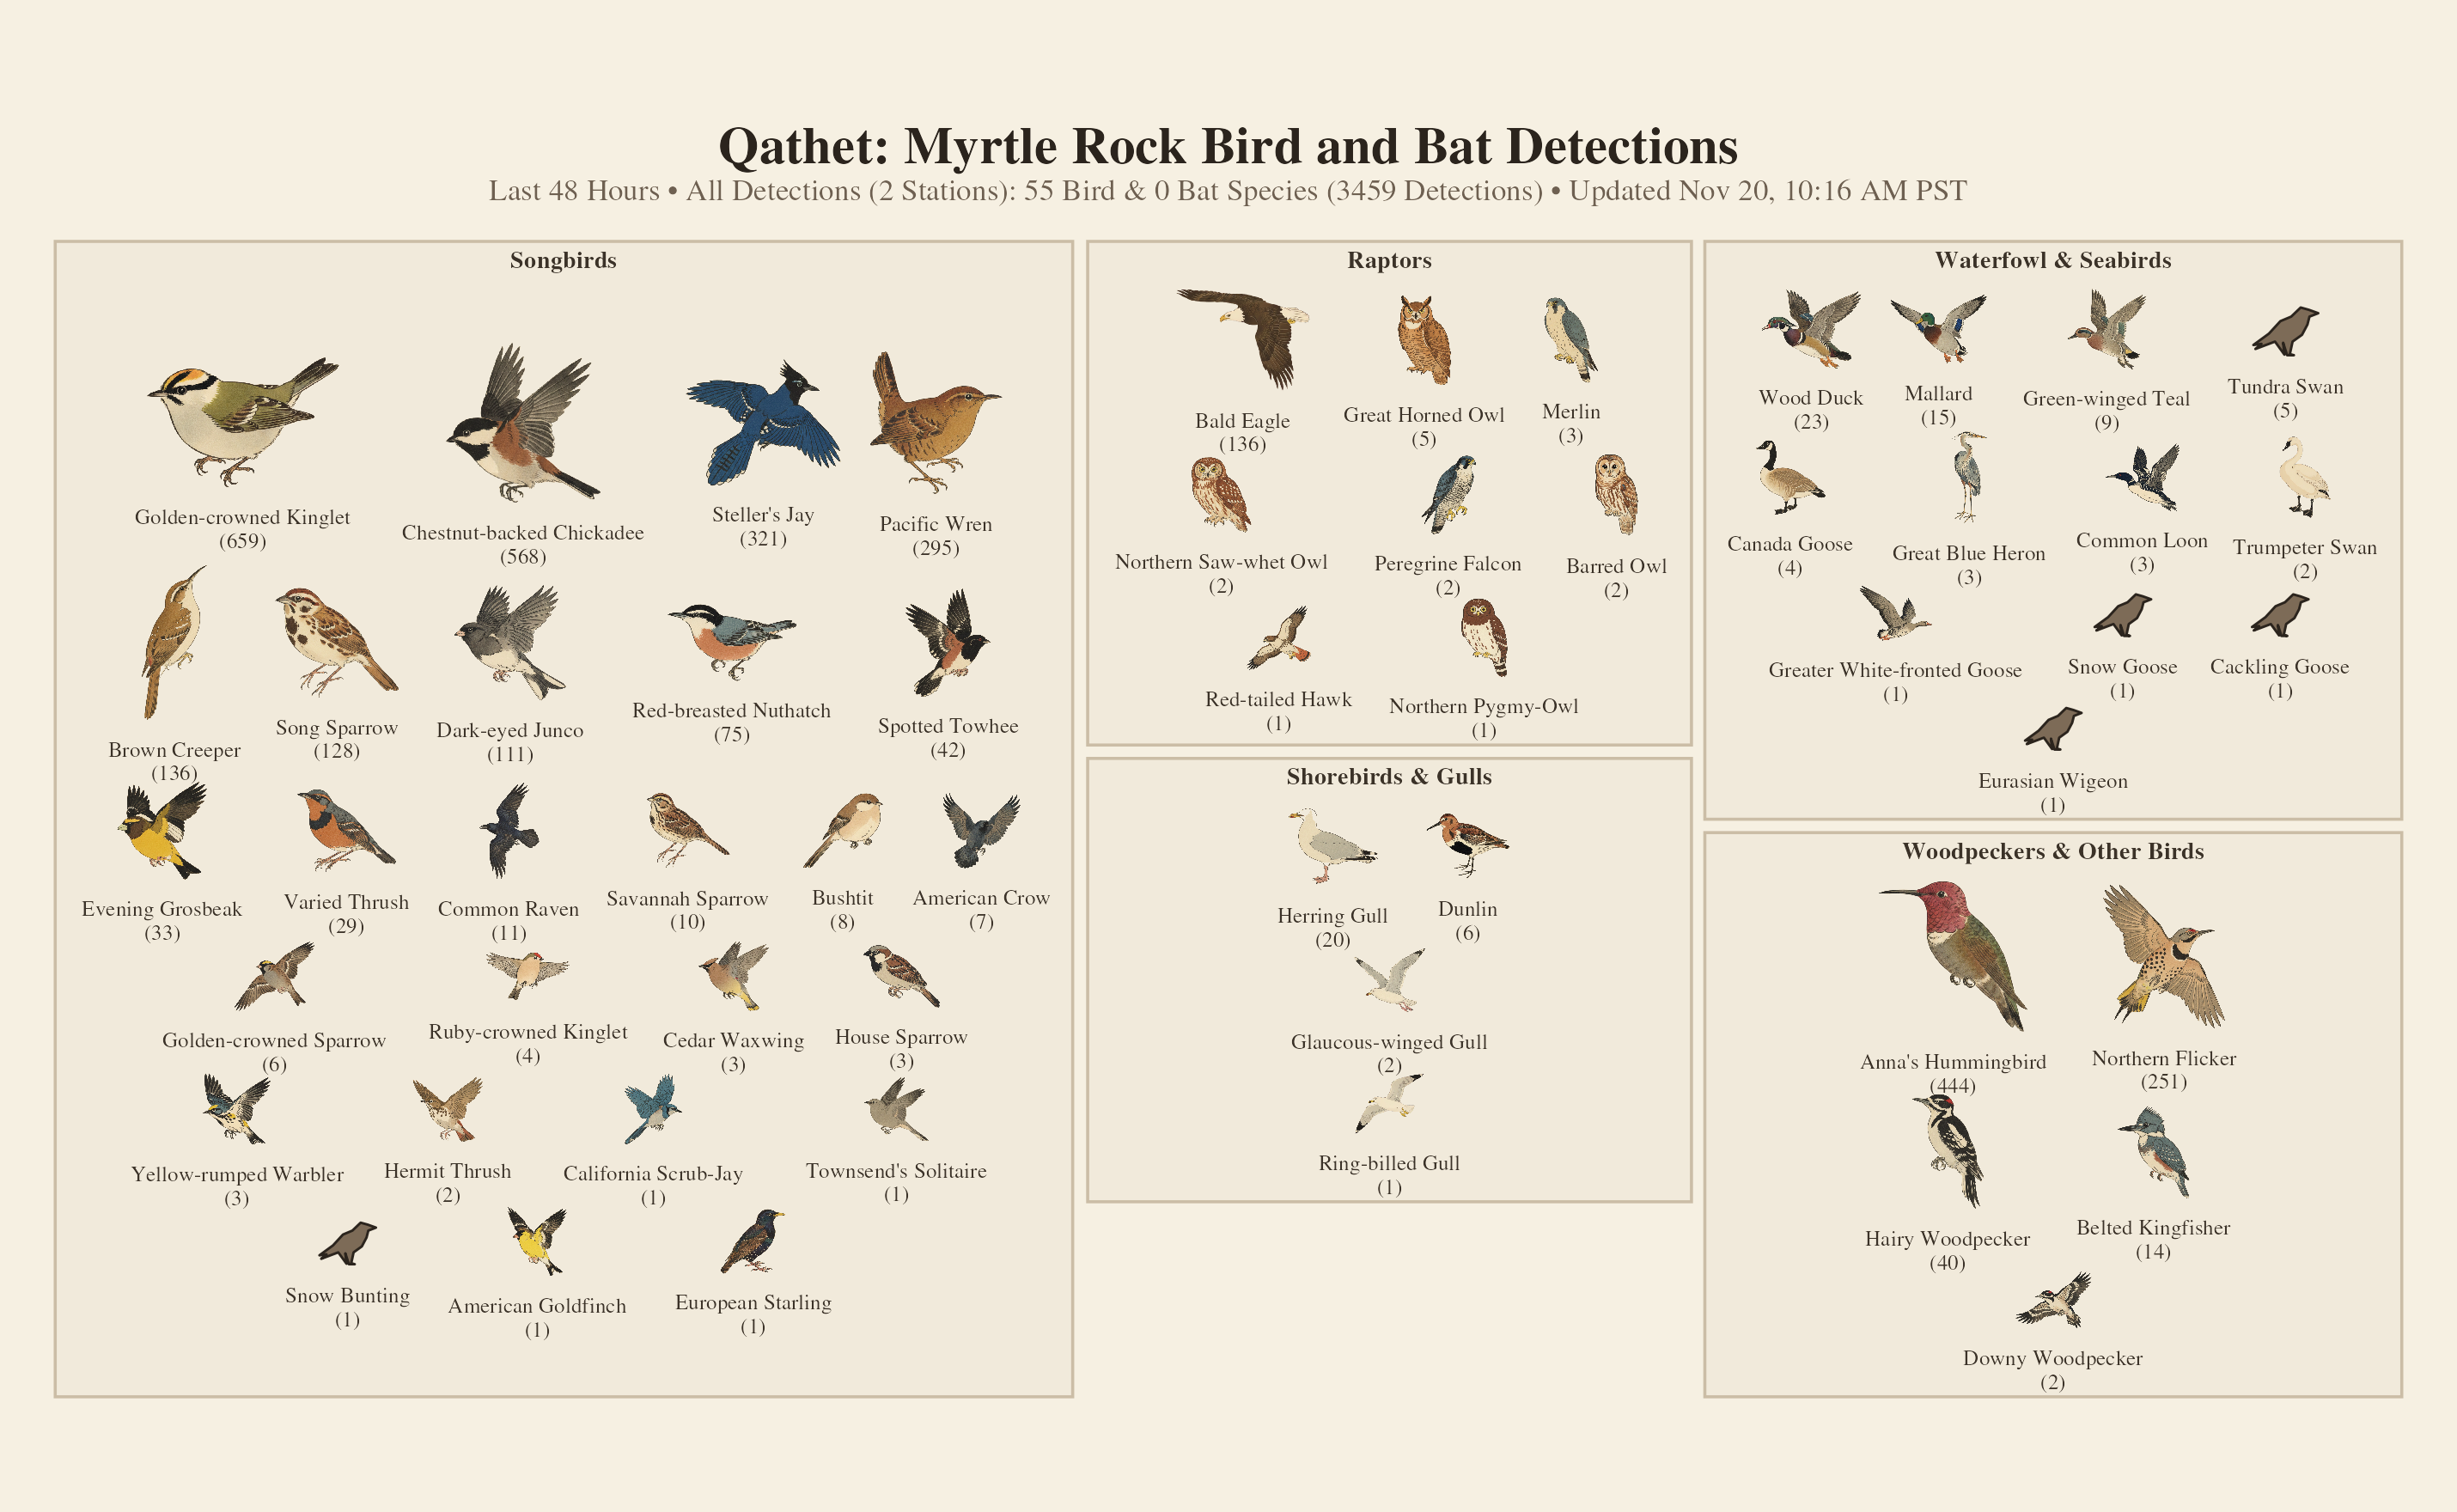 Qathet: Myrtle Rock Bird and Bat Detections
Last 48 Hours • All Detections (2 Stations): 55 Bird & 0 Bat Species (3459 Detections) • Updated Nov 20, 10:16 AM PST
Songbirds
Golden-crowned Kinglet
(659)
Chestnut-backed Chickadee
(568)
Steller's Jay
(321)
Pacific Wren
(295)
Brown Creeper
(136)
Song Sparrow
(128)
Dark-eyed Junco
(111)
Red-breasted Nuthatch
(75)
Spotted Towhee
(42)
Evening Grosbeak
(33)
Varied Thrush
(29)
Common Raven
(11)
Savannah Sparrow
(10)
Bushtit
(8)
American Crow
(7)
Golden-crowned Sparrow
(6)
Ruby-crowned Kinglet
(4)
Cedar Waxwing
(3)
House Sparrow
(3)
Yellow-rumped Warbler
(3)
Hermit Thrush
(2)
California Scrub-Jay
(1)
Townsend's Solitaire
(1)
Snow Bunting
(1)
American Goldfinch
(1)
European Starling
(1)
Raptors
Bald Eagle
(136)
Great Horned Owl
(5)
Merlin
(3)
Northern Saw-whet Owl
(2)
Peregrine Falcon
(2)
Barred Owl
(2)
Red-tailed Hawk
(1)
Northern Pygmy-Owl
(1)
Shorebirds & Gulls
Herring Gull
(20)
Dunlin
(6)
Glaucous-winged Gull
(2)
Ring-billed Gull
(1)
Waterfowl & Seabirds
Wood Duck
(23)
Mallard
(15)
Green-winged Teal
(9)
Tundra Swan
(5)
Canada Goose
(4)
Great Blue Heron
(3)
Common Loon
(3)
Trumpeter Swan
(2)
Greater White-fronted Goose
(1)
Snow Goose
(1)
Cackling Goose
(1)
Eurasian Wigeon
(1)
Woodpeckers & Other Birds
Anna's Hummingbird
(444)
Northern Flicker
(251)
Hairy Woodpecker
(40)
Belted Kingfisher
(14)
Downy Woodpecker
(2)